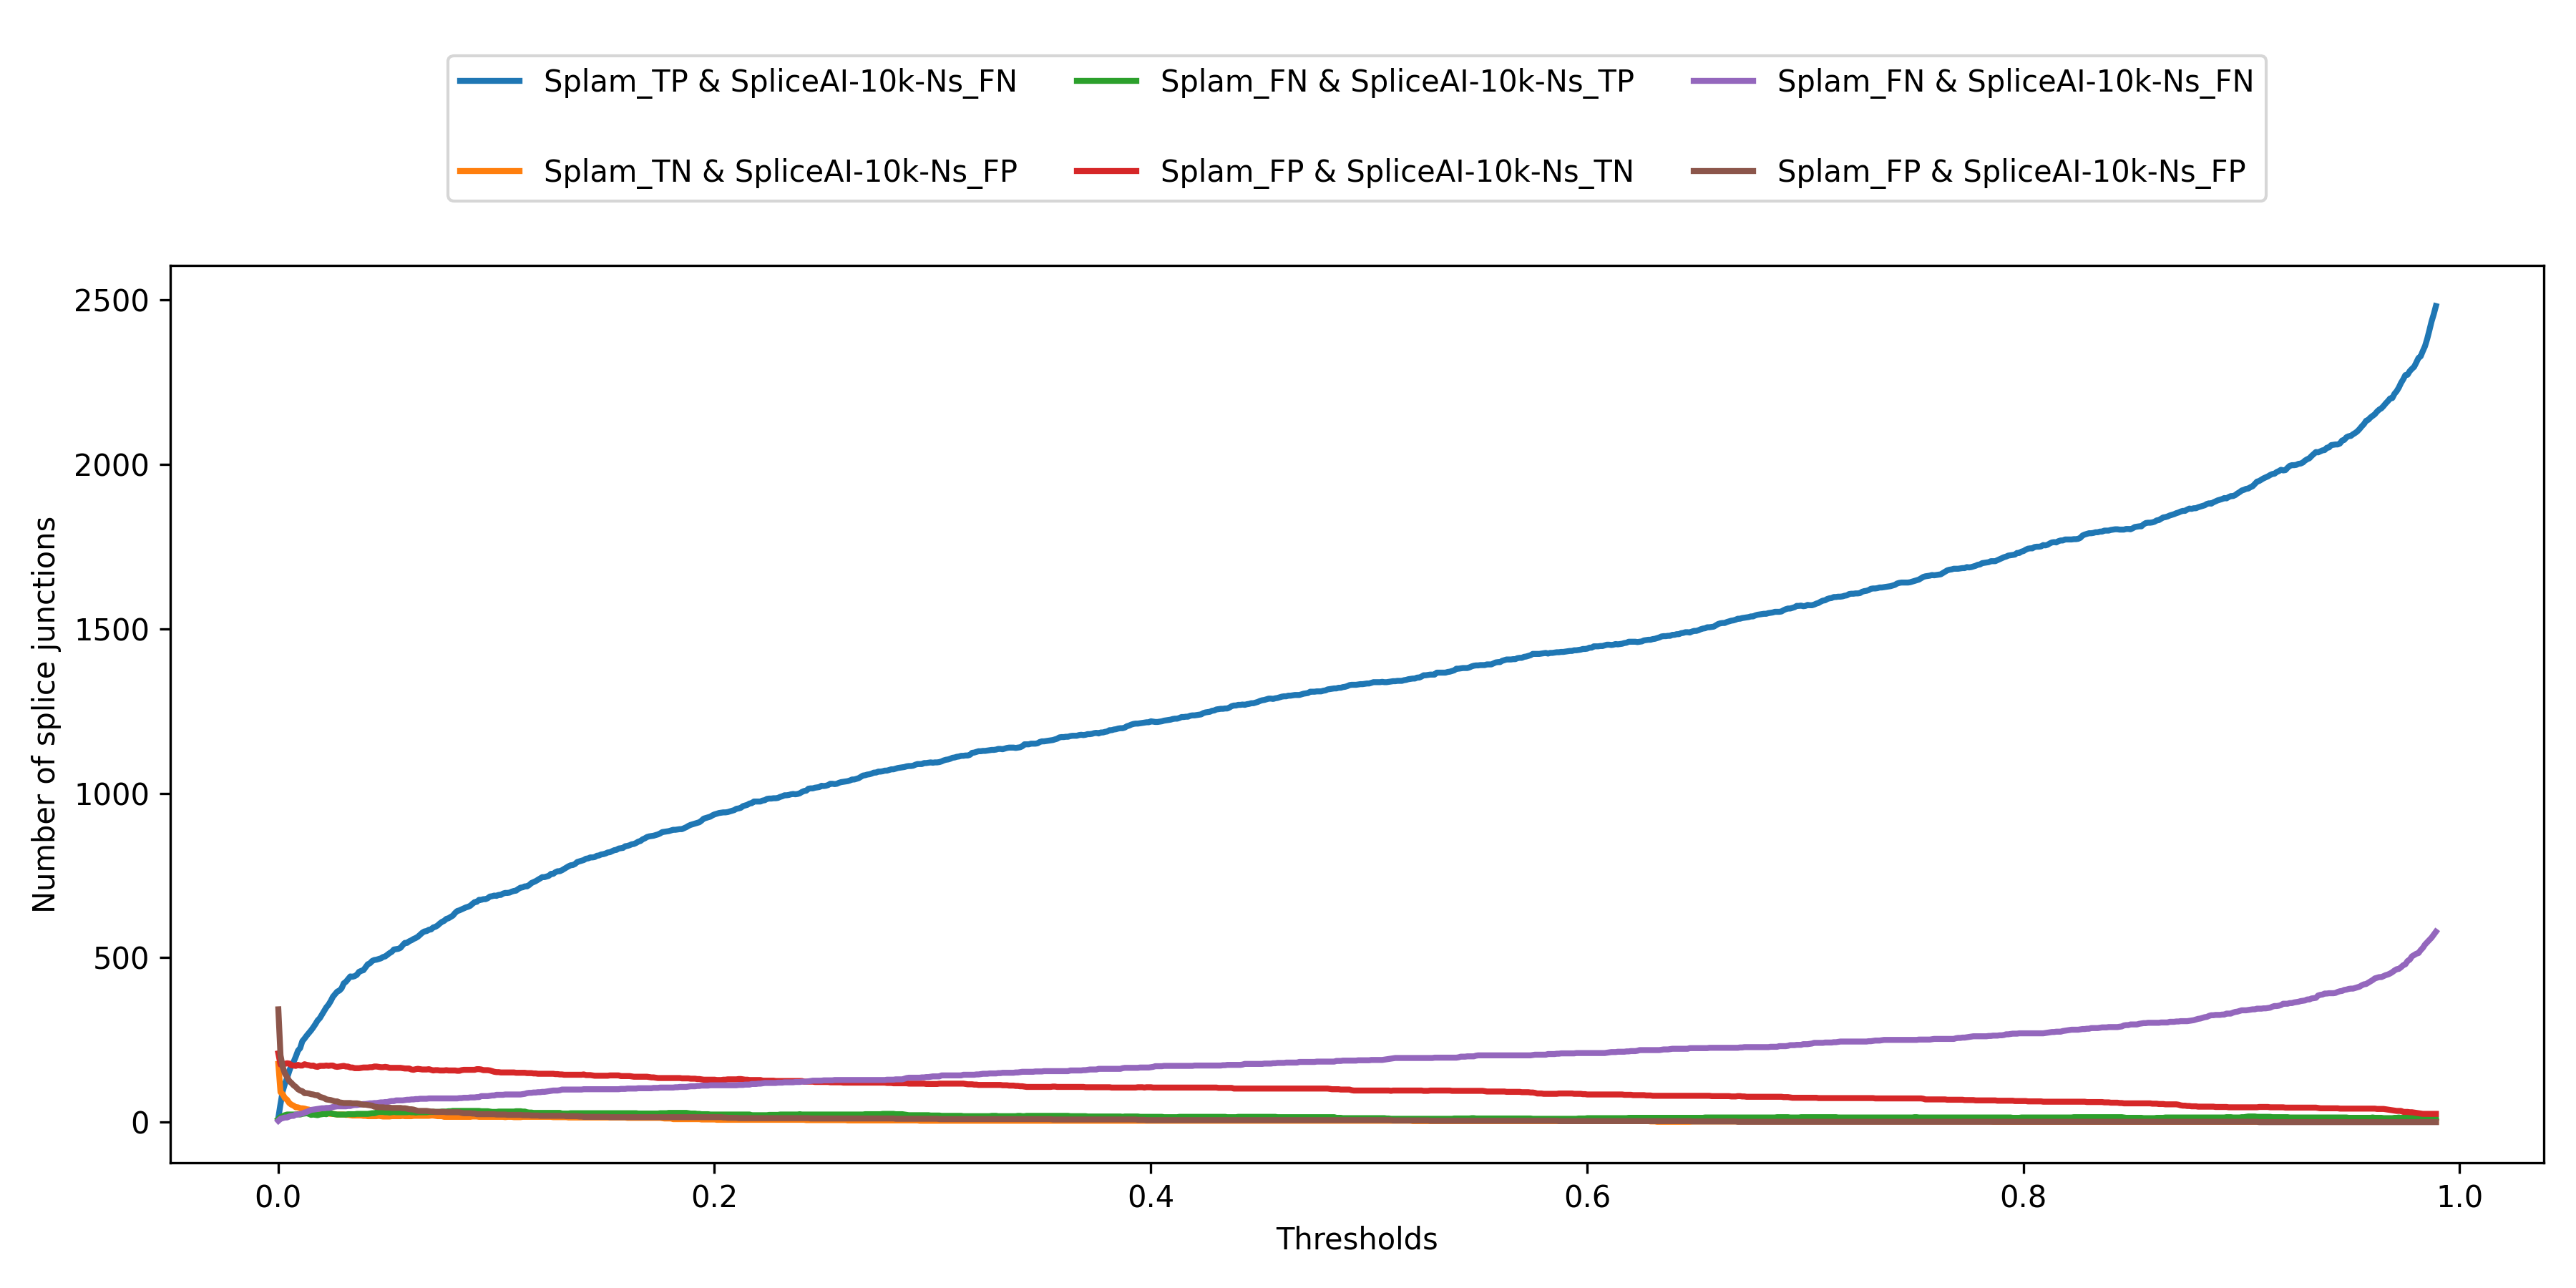 Splam_TP & SpliceAI-10k-Ns_FN
Splam_FN & SpliceAI-10k-Ns_TP
Splam_FN & SpliceAI-10k-Ns_FN
Splam_TN & SpliceAI-10k-Ns_FP
Splam_FP & SpliceAI-10k-Ns_TN
Splam_FP & SpliceAI-10k-Ns_FP
Number of splice junctions
2500
2000
1500
1000
500
0
0.0
0.2
0.4
0.6
0.8
1.0
Thresholds